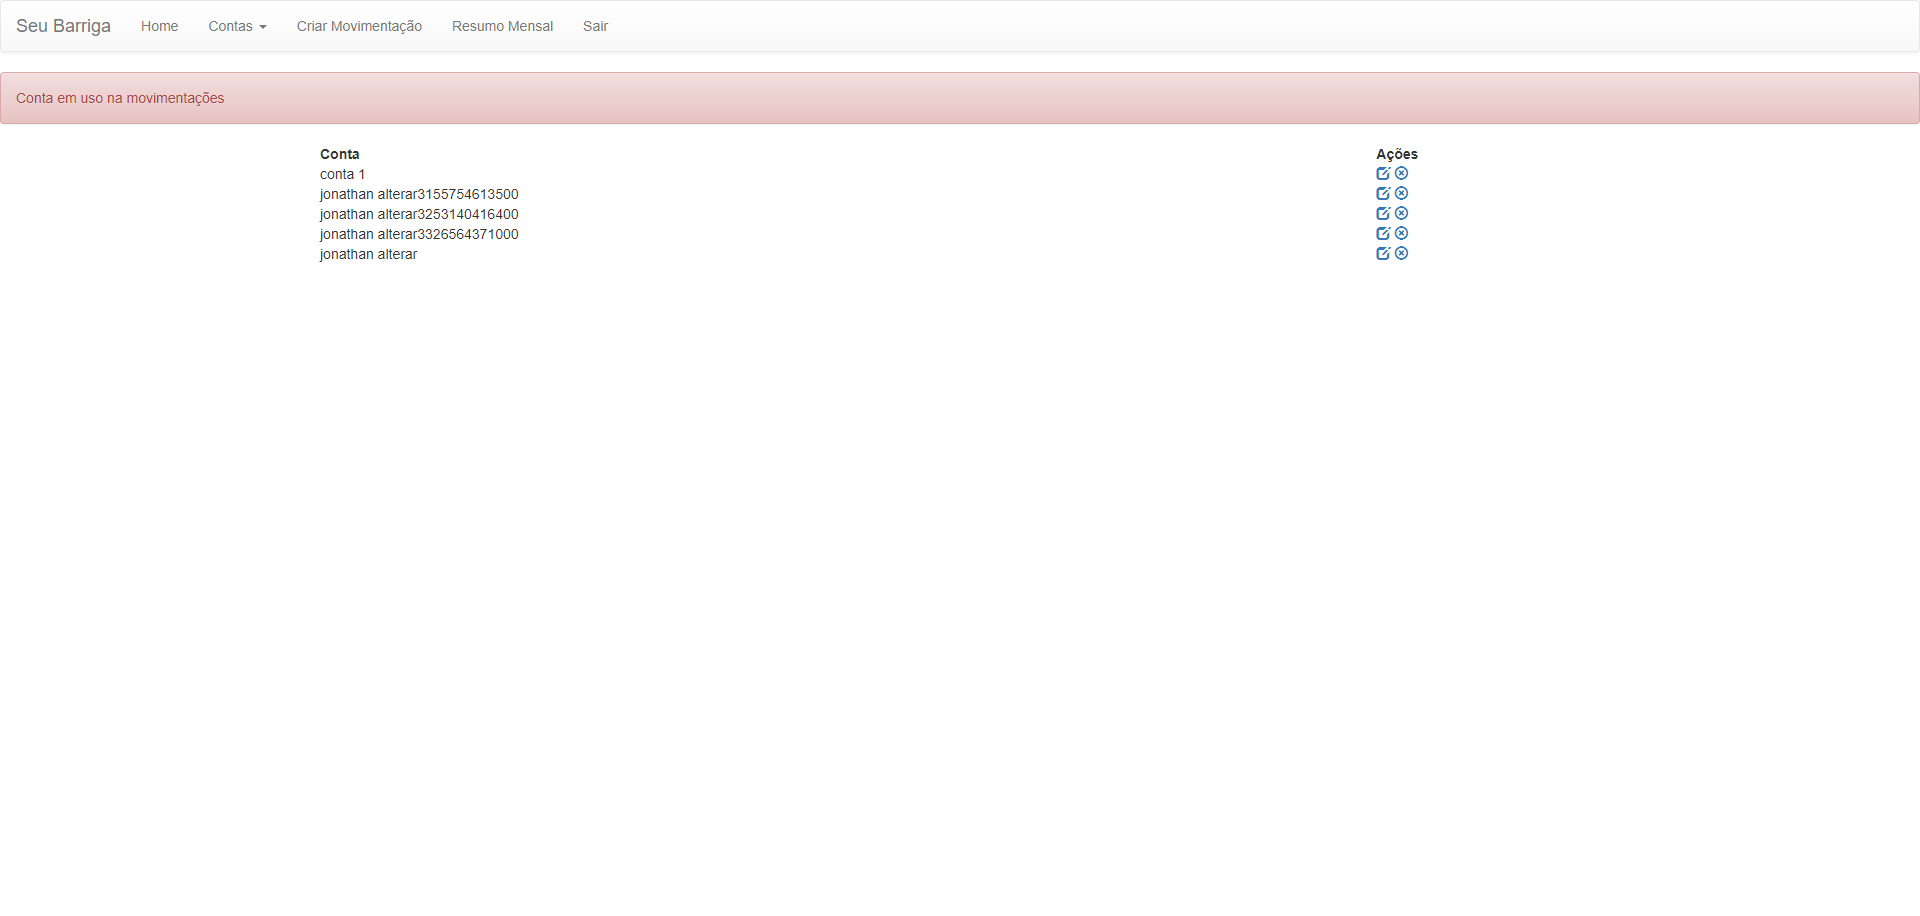 Seu Barriga Home Contas Criar Movimentação Resumo Mensal Sair
Conta em uso na movimentações
Conta Ações
conta 1
jonathan alterar3155754613500
jonathan alterar3253140416400
jonathan alterar3326564371000
jonathan alterar